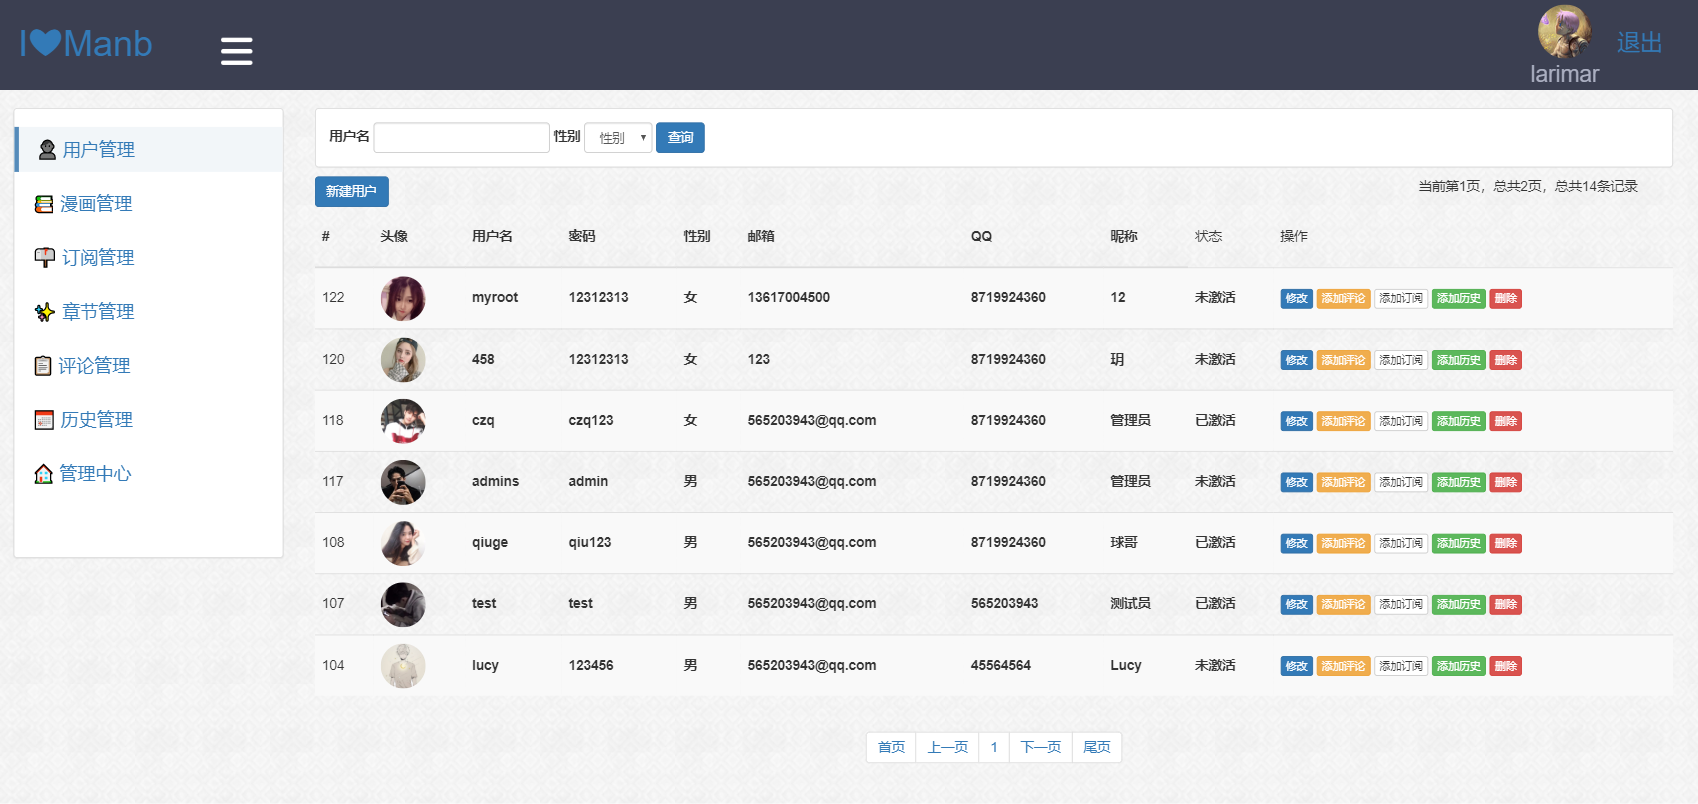 I Manb
larimar
退出
用户管理
漫画管理
订阅管理
章节管理
评论管理
历史管理
管理中心
用户名 性别 性别 查询
新建用户 当前第1页，总共2页，总共14条记录
# 头像 用户名 密码 性别 邮箱 QQ 昵称 状态 操作
122 myroot 12312313 女 13617004500 8719924360 12 未激活 修改 添加评论 添加订阅 添加历史 删除
120 458 12312313 女 123 8719924360 玥 未激活 修改 添加评论 添加订阅 添加历史 删除
118 czq czq123 女 565203943@qq.com 8719924360 管理员 已激活 修改 添加评论 添加订阅 添加历史 删除
117 admins admin 男 565203943@qq.com 8719924360 管理员 未激活 修改 添加评论 添加订阅 添加历史 删除
108 qiuge qiu123 男 565203943@qq.com 8719924360 球哥 已激活 修改 添加评论 添加订阅 添加历史 删除
107 test test 男 565203943@qq.com 565203943 测试员 已激活 修改 添加评论 添加订阅 添加历史 删除
104 lucy 123456 男 565203943@qq.com 45564564 Lucy 未激活 修改 添加评论 添加订阅 添加历史 删除
首页 上一页 1 下一页 尾页